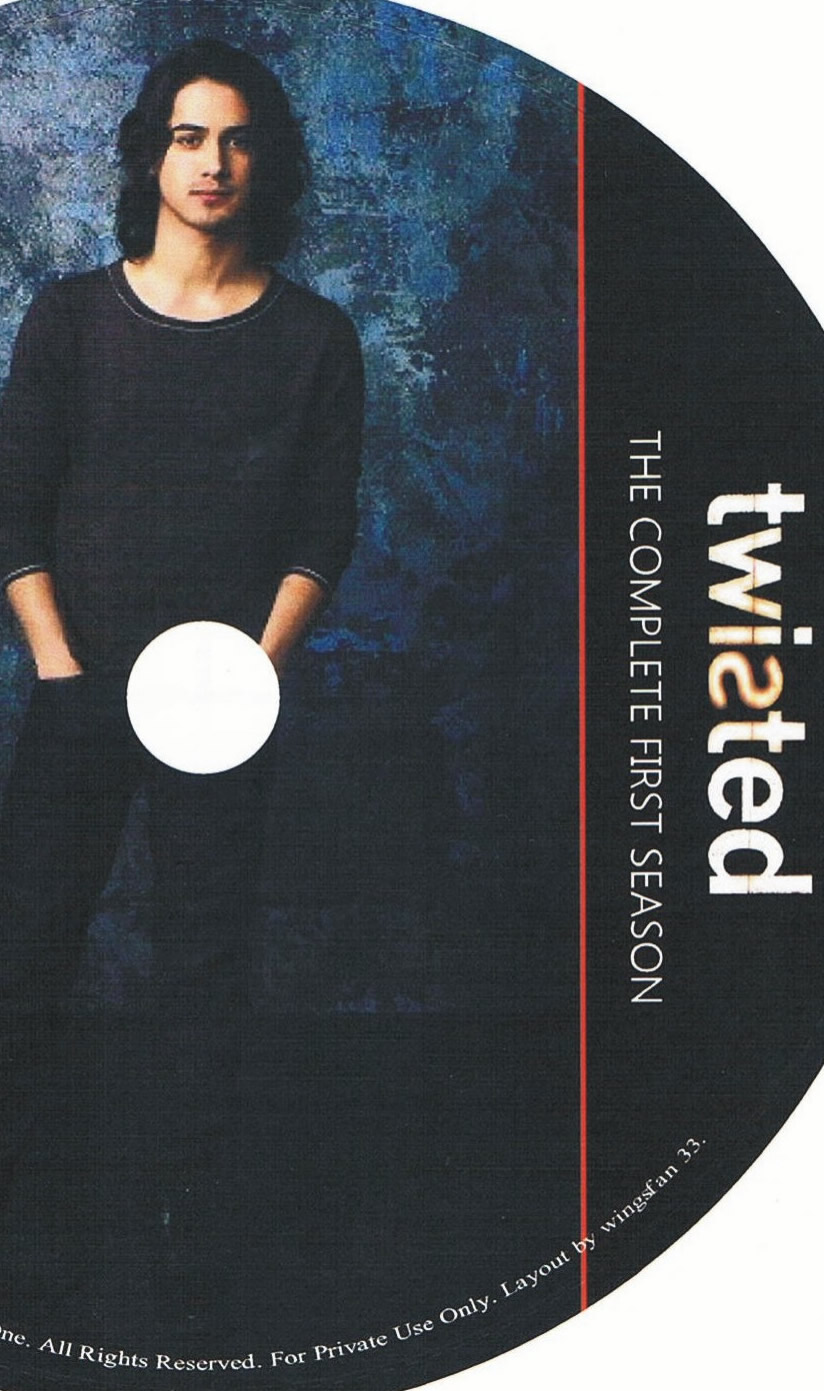 twisted
THE COMPLETE FIRST SEASON
ne. All Rights Reserved. For Private Use Only. Layout by wingsfan 33.